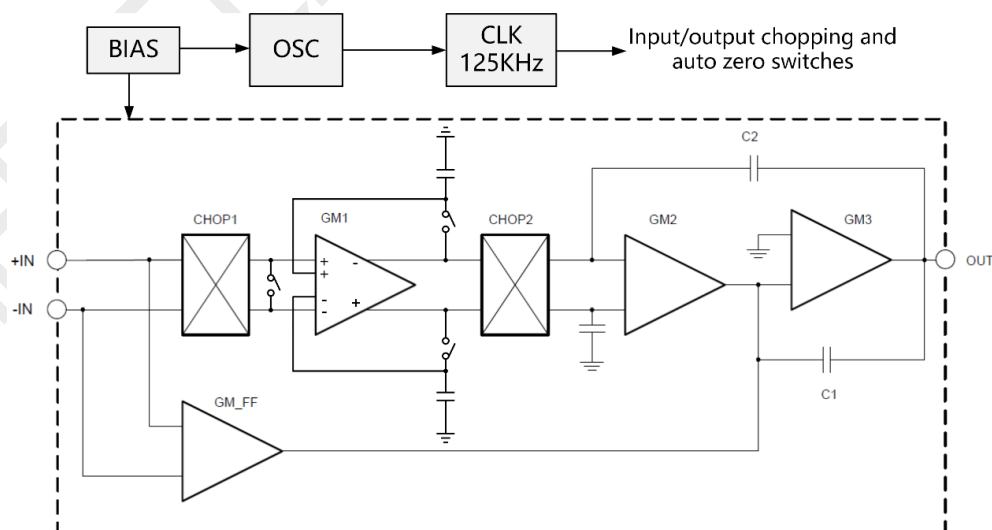 BIAS
OSC
CLK
125KHz
Input/output chopping and
auto zero switches
C2
CHOP1
GM1
CHOP2
GM2
GM3
+IN
-IN
+
+
-
-
-
+
OUT
C1
GM_FF